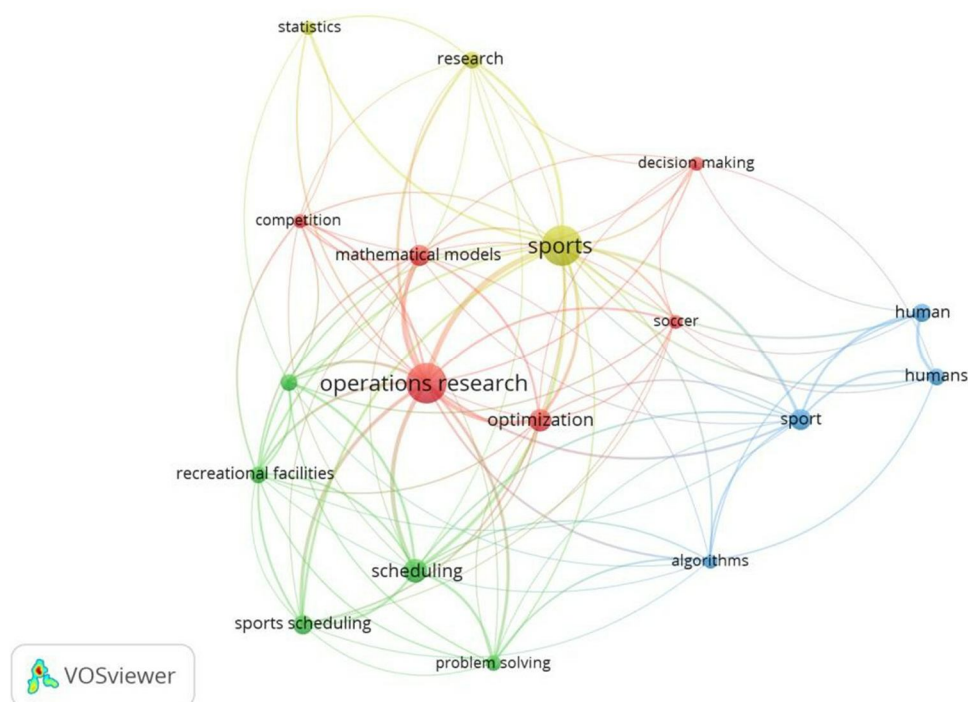 statistics
research
decision making
competition
mathematical models
sports
human
soccer
humans
operations research
optimization
sport
recreational facilities
algorithms
scheduling
sports scheduling
problem solving
VOSviewer